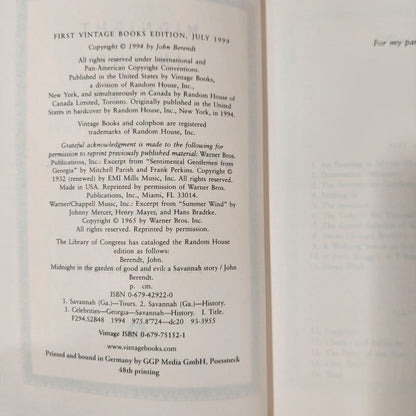 FIRST VINTAGE BOOKS EDITION, JULY 1999
Copyright © 1994 by John Berendt
All rights reserved under International and
Pan-American Copyright Conventions.
Published in the United States by Vintage Books,
a division of Random House, Inc.,
New York, and simultaneously in Canada by Random House of
Canada Limited, Toronto. Originally published in the United
States in hardcover by Random House, Inc., New York, in 1994.
Vintage Books and colophon are registered
trademarks of Random House, Inc.
Grateful acknowledgment is made to the following for
permission to reprint previously published material: Warner Bros.
Publications, Inc.: Excerpt from "Sentimental Gentlemen from
Georgia" by Mitchell Parish and Frank Perkins. Copyright ©
1932 (renewed) by EMI Mills Music, Inc. All rights reserved.
Made in USA. Reprinted by permission of Warner Bros.
Publications, Inc., Miami, FL 33014.
Warner/Chappell Music, Inc.: Excerpt from "Summer Wind" by
Johnny Mercer, Henry Mayer, and Hans Bradtke.
Copyright © 1965 by Warner Bros. Inc.
All rights reserved. Reprinted by permission.
The Library of Congress has cataloged the Random House
edition as follows:
Berendt, John.
Midnight in the garden of good and evil: a Savannah story / John
Berendt.
p. cm.
ISBN 0-679-42922-0
1. Savannah (Ga.)—Tours. 2. Savannah (Ga.)—History.
3. Celebrities—Georgia—Savannah—History. I. Title.
F294.S2B48 1994 975.8'724—dc20 93-3955
Vintage ISBN 0-679-75152-1
www.vintagebooks.com
Printed and bound in Germany by GGP Media GmbH, Poessneck
48th printing
For my par